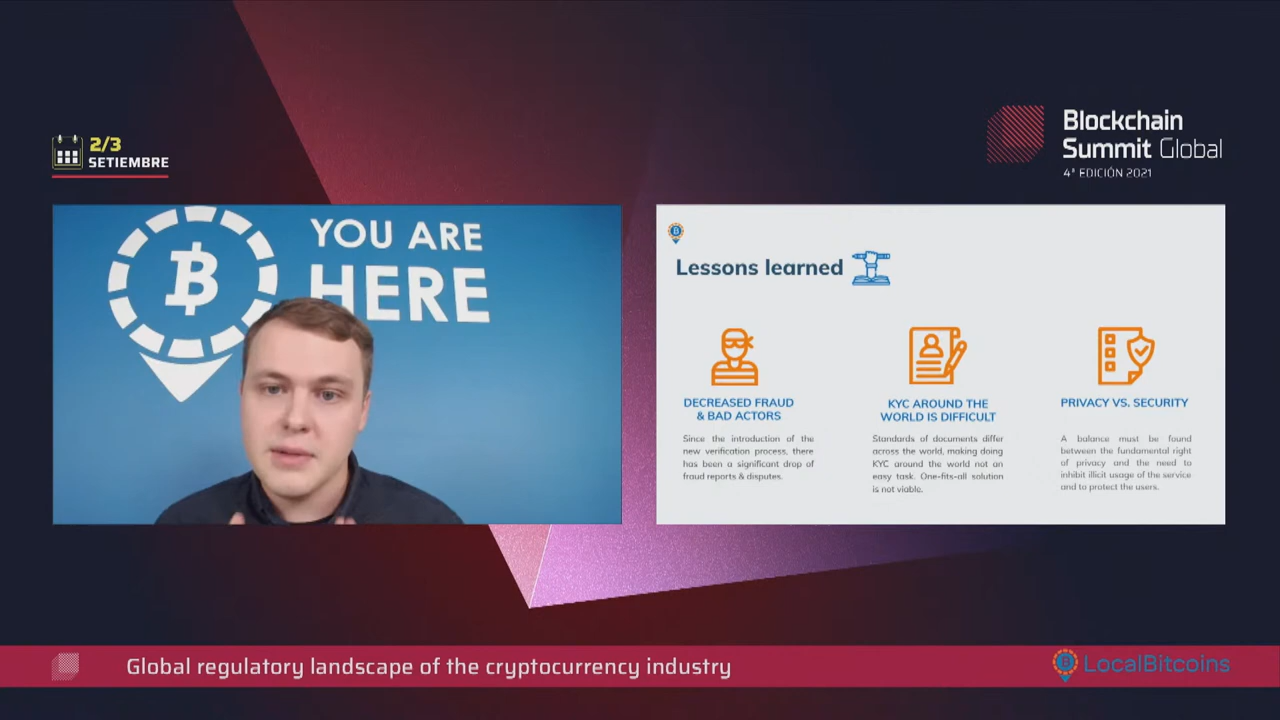 2/3
SETIEMBRE
Blockchain
Summit Global
4ª EDICIÓN 2021
YOU ARE
HERE
Lessons learned
DECREASED FRAUD
& BAD ACTORS
Since the introduction of the
new verification process, there
has been a significant drop of
fraud reports & disputes.
KYC AROUND THE
WORLD IS DIFFICULT
Standards of documents differ
across the world, making doing
KYC around the world not an
easy task. One-fits-all solution
is not viable.
PRIVACY VS. SECURITY
A balance must be found
between the fundamental right
of privacy and the need to
inhibit illicit usage of the service
and to protect the users.
Global regulatory landscape of the cryptocurrency industry
LocalBitcoins